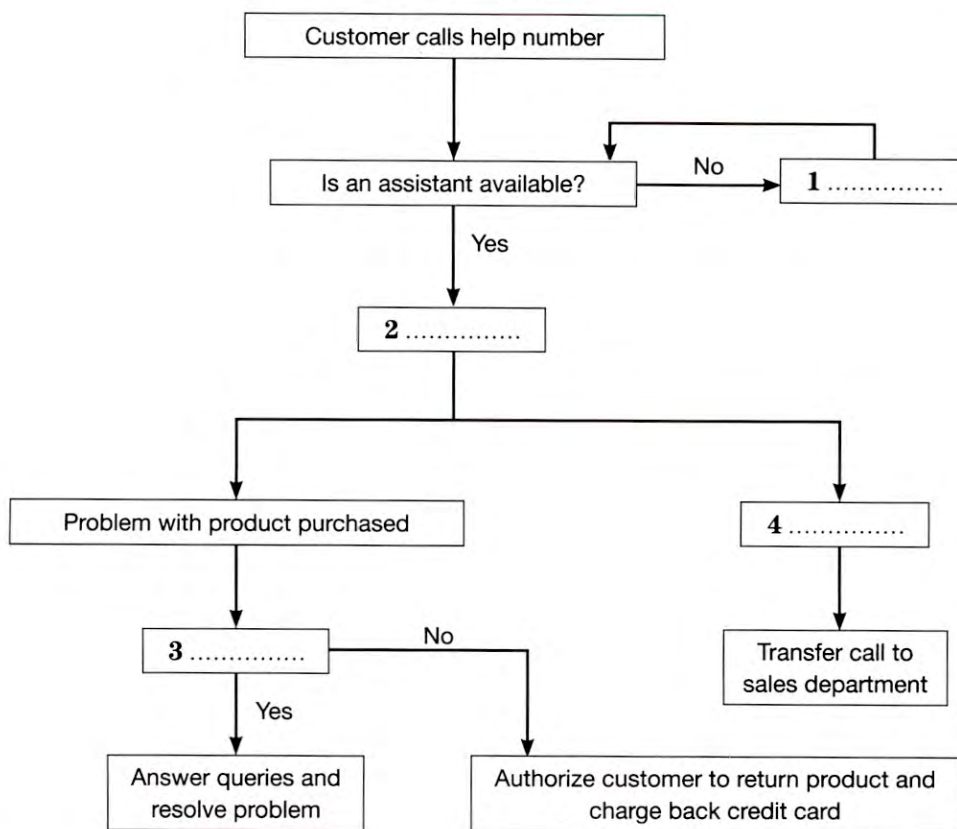 Customer calls help number
Is an assistant available?
No
1 ...............
Yes
2 ...............
Problem with product purchased
4 ...............
3 ...............
No
Transfer call to
sales department
Yes
Answer queries and
resolve problem
Authorize customer to return product and
charge back credit card